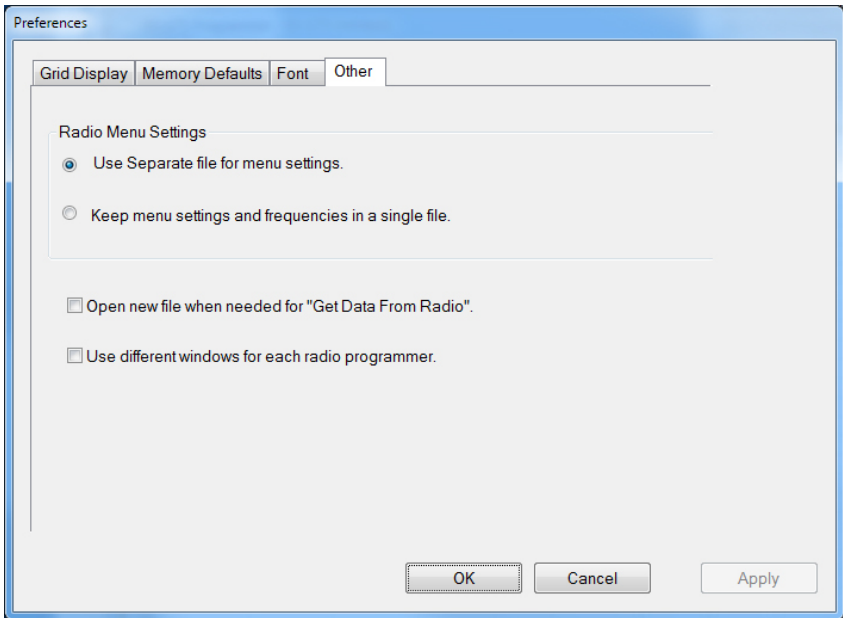 Preferences
Grid Display Memory Defaults Font Other
Radio Menu Settings
Use Separate file for menu settings.
Keep menu settings and frequencies in a single file.
Open new file when needed for "Get Data From Radio".
Use different windows for each radio programmer.
OK Cancel Apply